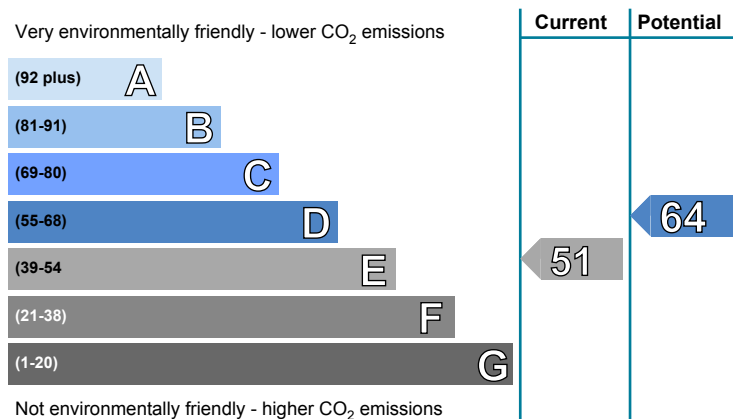 Very environmentally friendly - lower CO2 emissions
Current
Potential
(92 plus) A
(81-91) B
(69-80) C
(55-68) D
64
(39-54 E
51
(21-38) F
(1-20) G
Not environmentally friendly - higher CO2 emissions